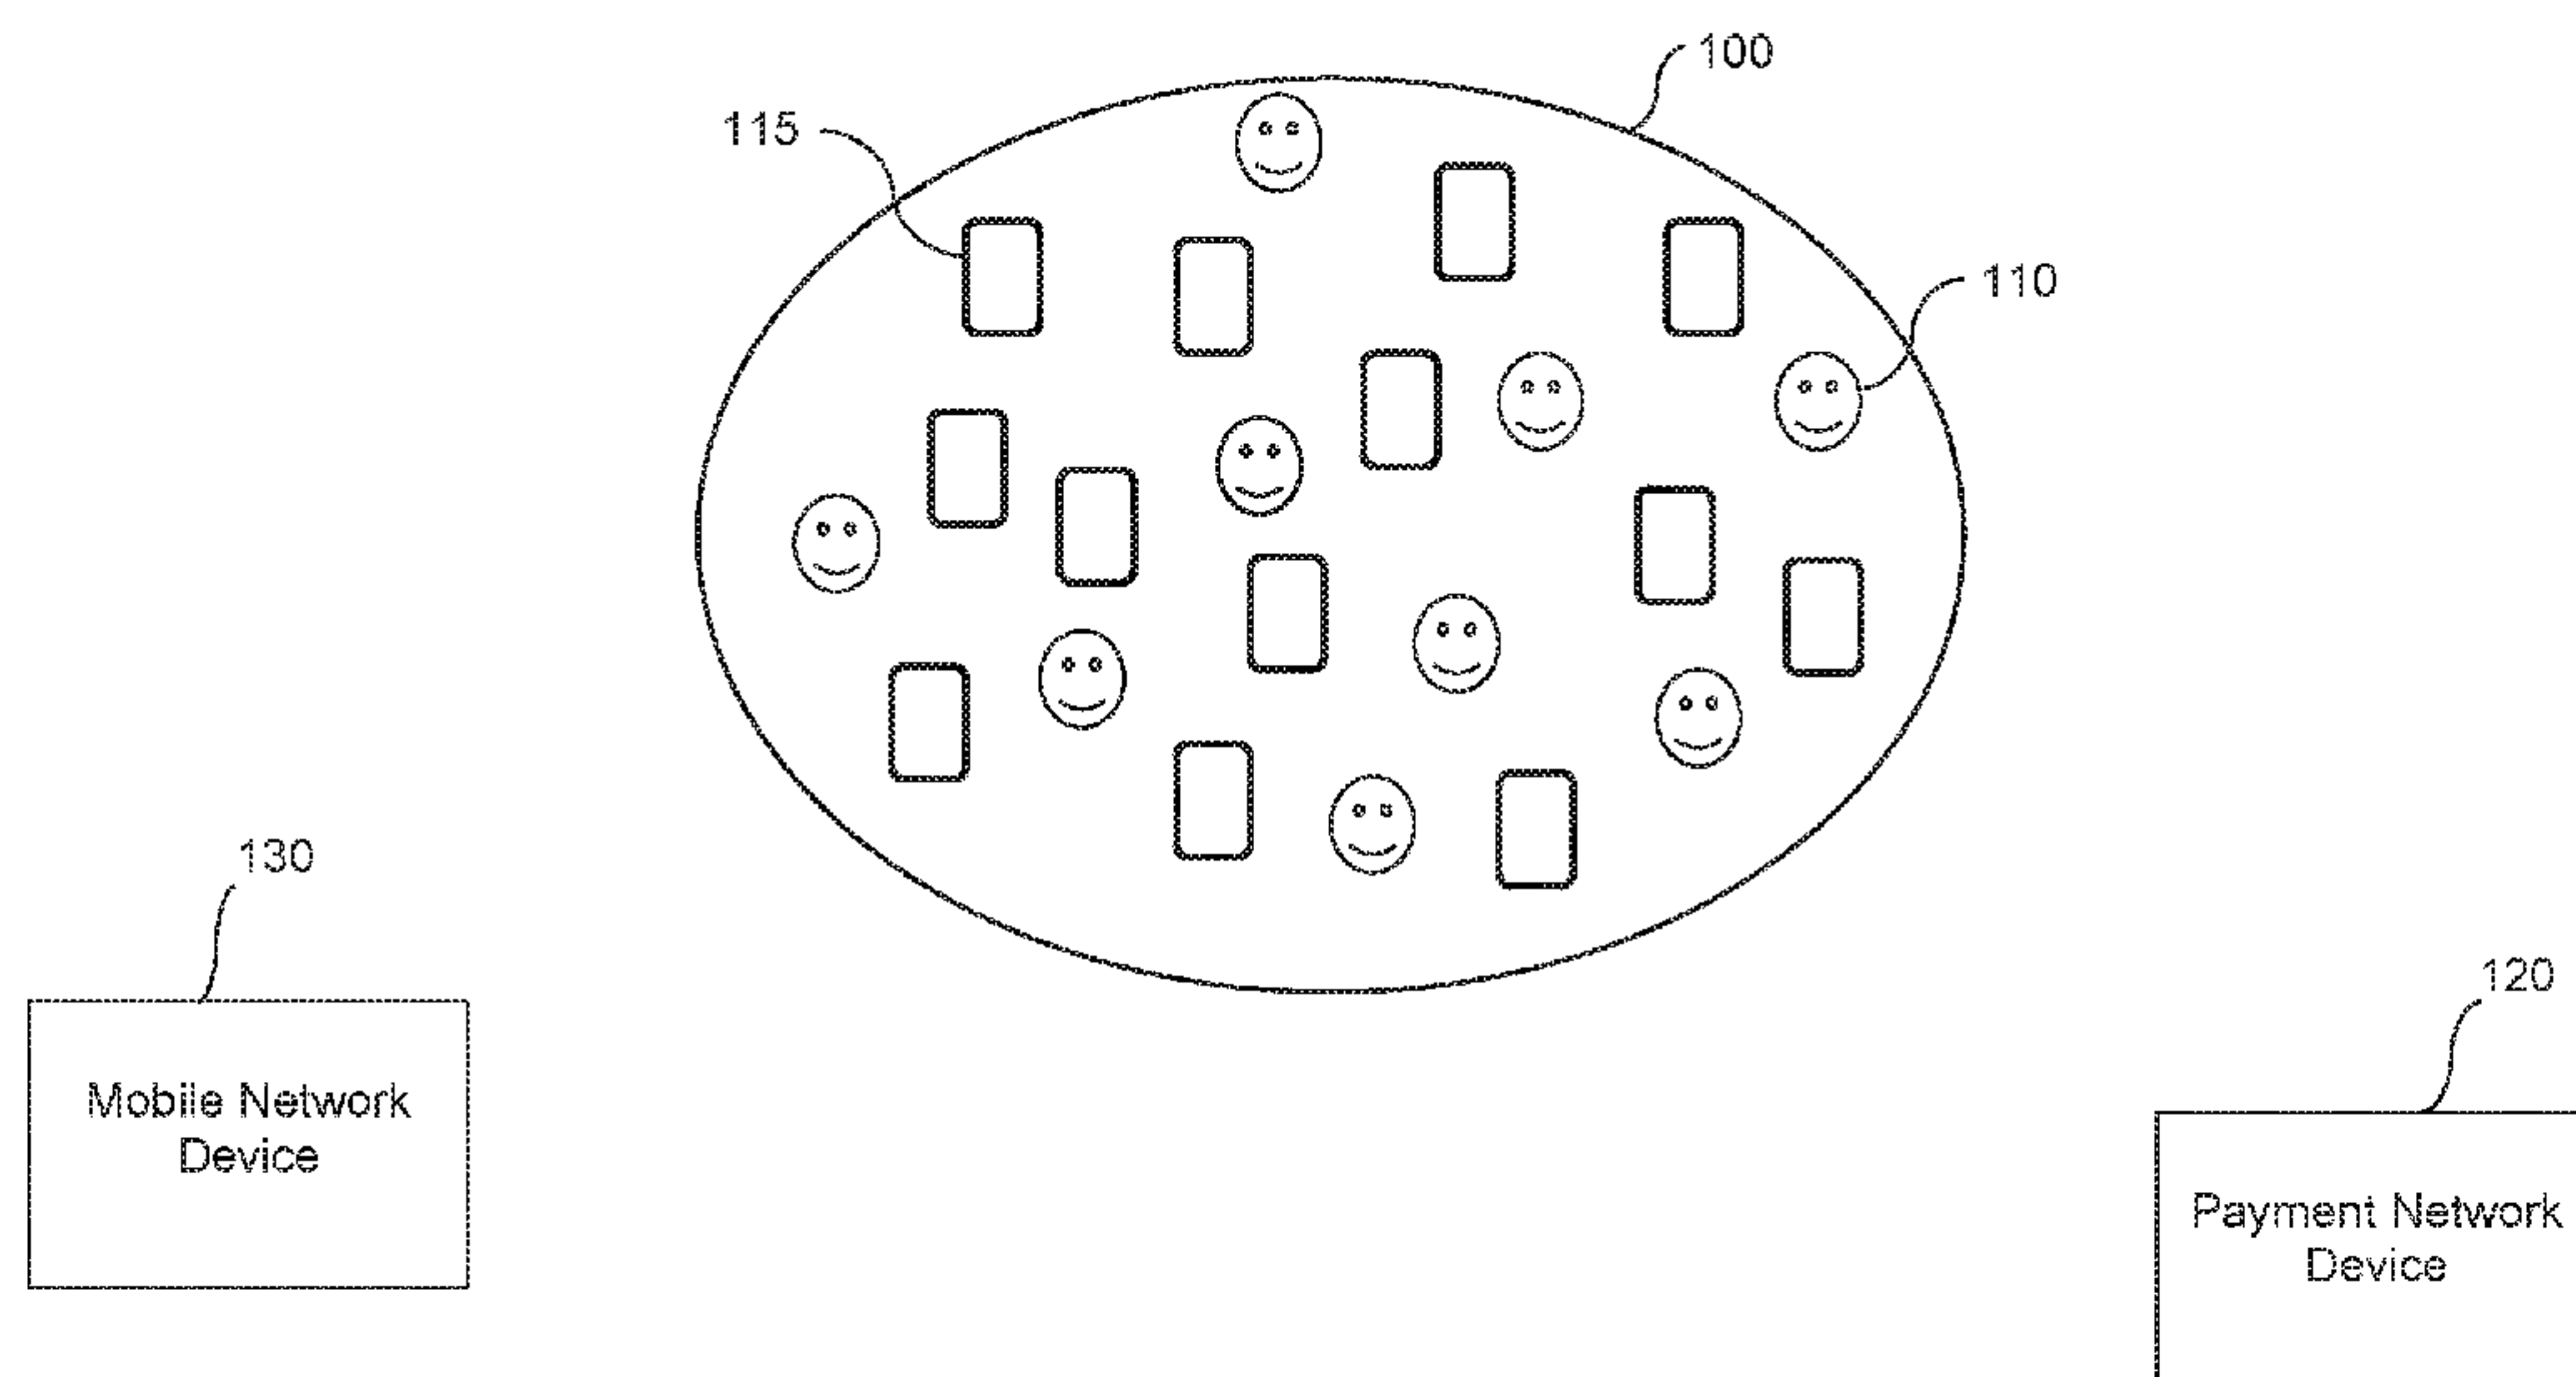 100
115
110
130
Mobile Network
Device
120
Payment Network
Device